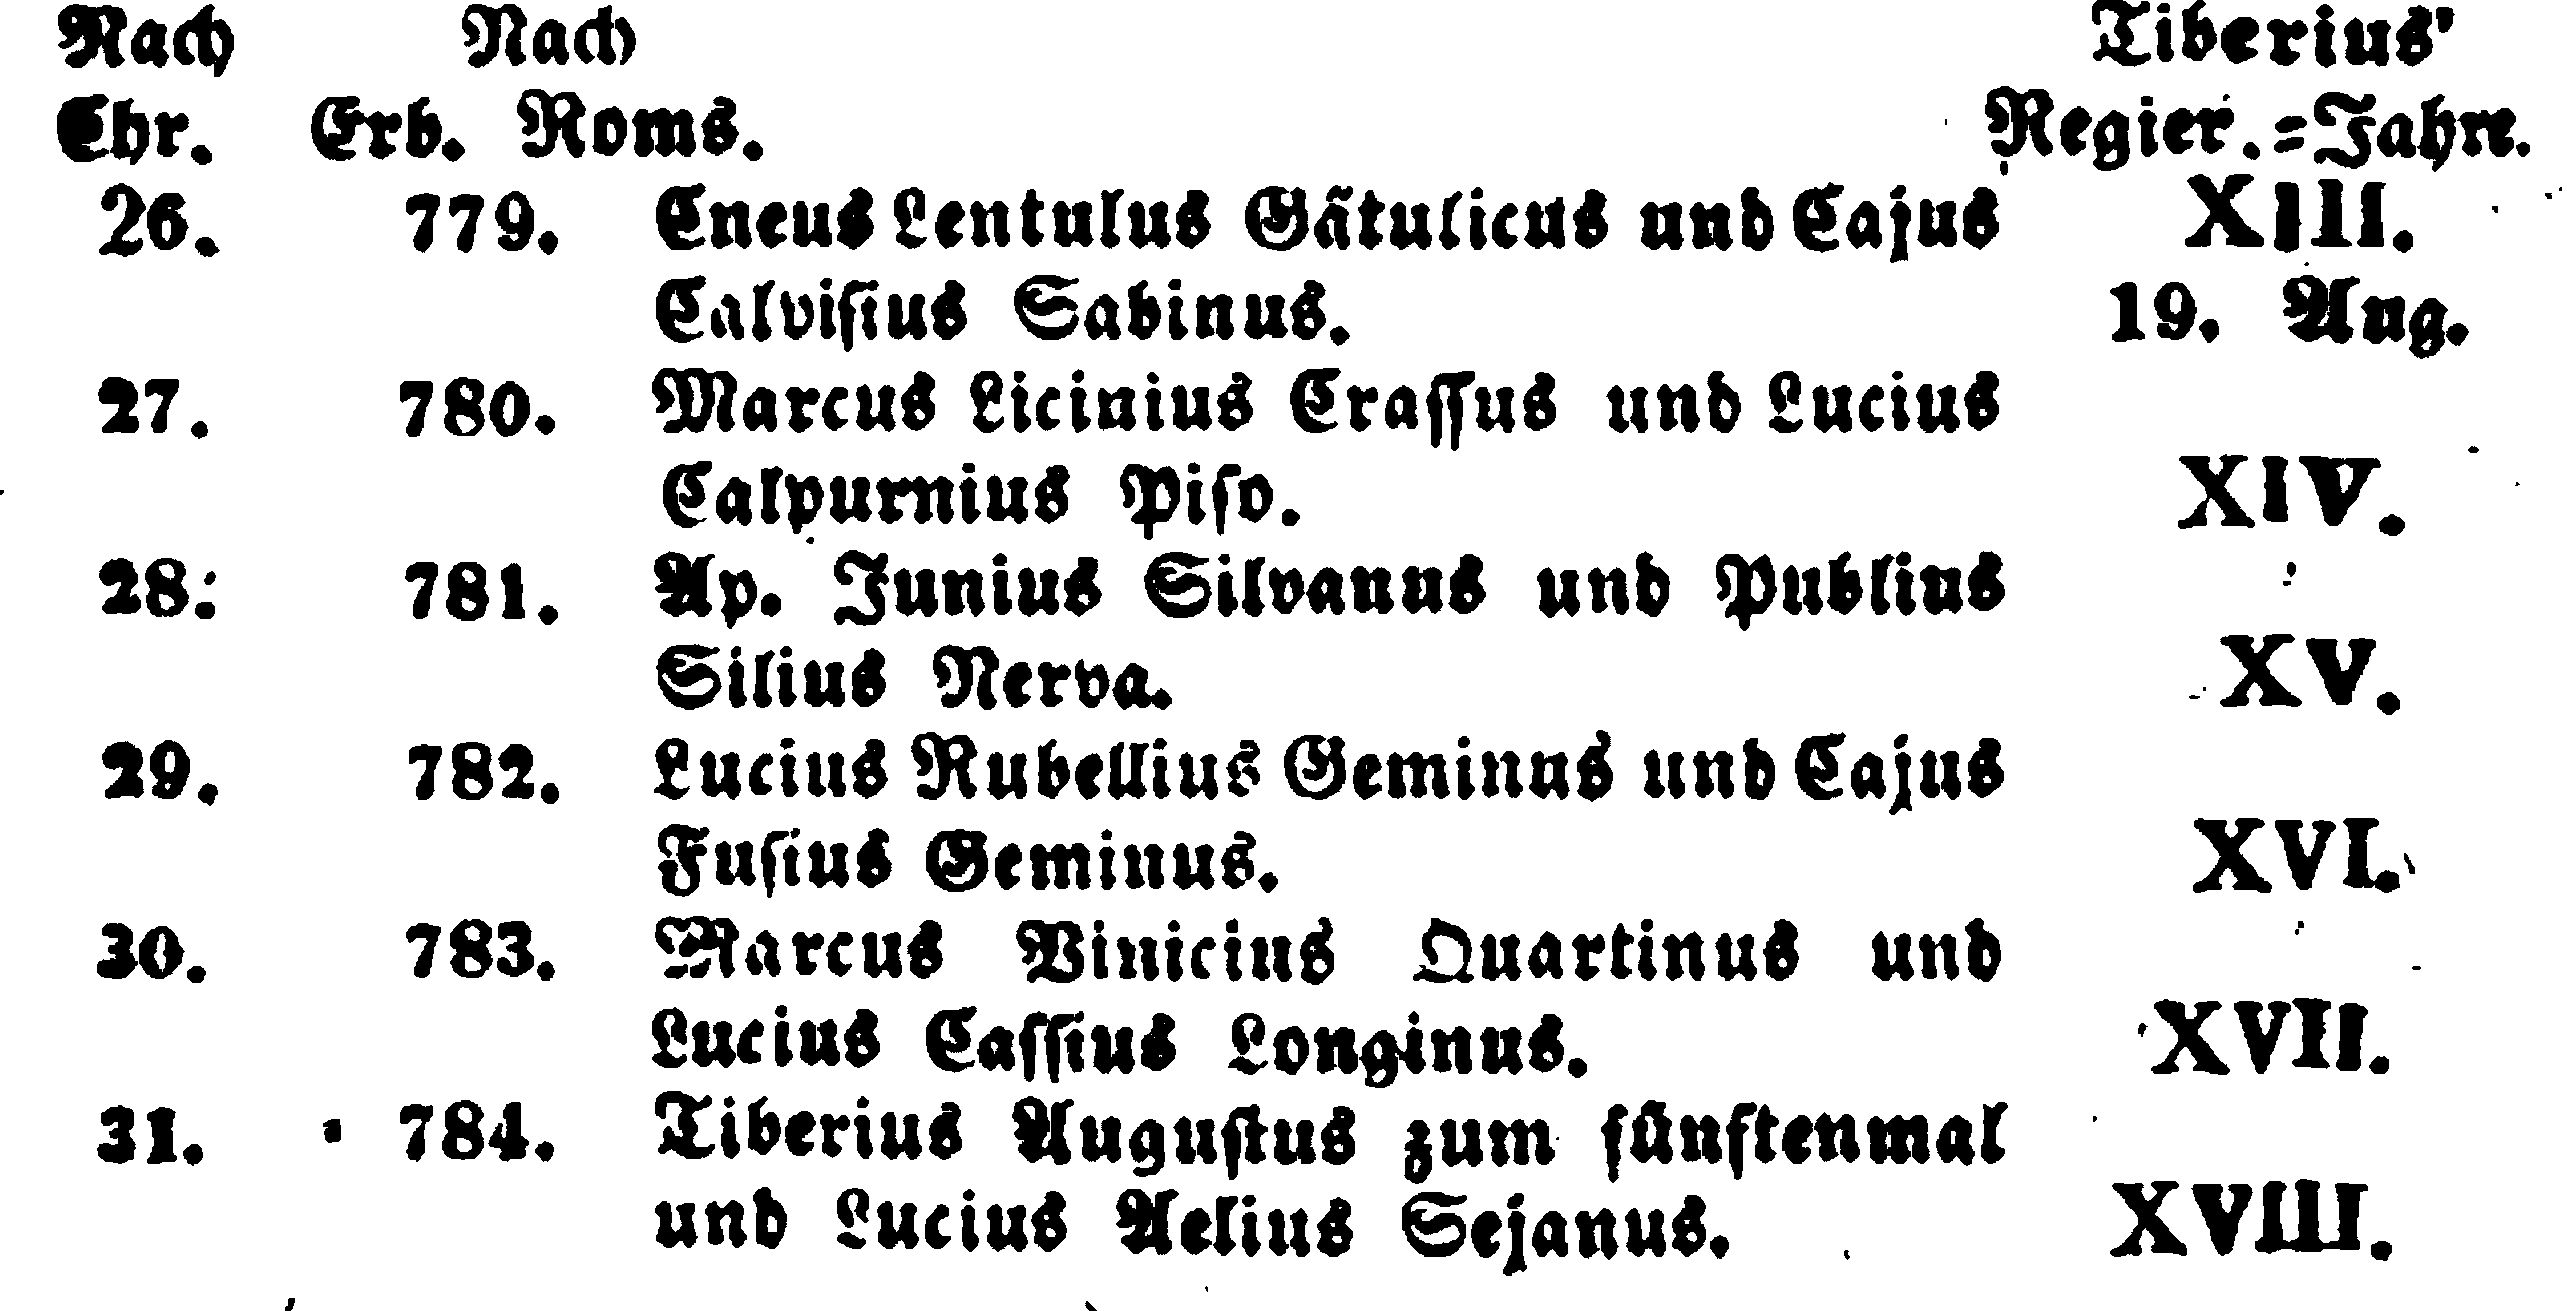 Nach Nach Tiberius'
Chr. Erb. Roms. Regier.=Jahre.
26. 779. Cneus Lentulus Gätulicus und Cajus XIII.
Calvisius Sabinus. 19. Aug.
27. 780. Marcus Licinius Crassus und Lucius
Calpurnius Piso. XIV.
28. 781. Ap. Junius Silvanus und Publius
Silius Nerva. XV.
29. 782. Lucius Rubellius Geminus und Cajus
Fusius Geminus. XVI.
30. 783. Marcus Vinicius Quartinus und
Lucius Cassius Longinus. XVII.
31. 784. Tiberius Augustus zum fünftenmal
und Lucius Aelius Sejanus. XVIII.